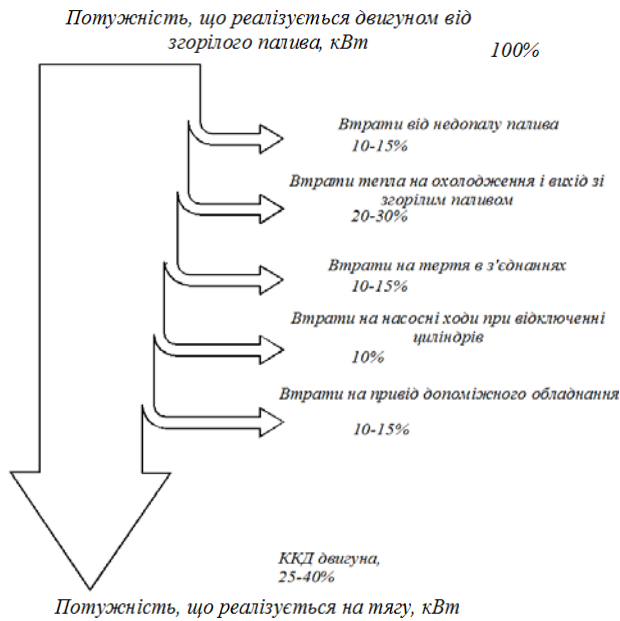 Потужність, що реалізується двигуном від
згорілого палива, кВт
100%
Втрати від недопалу палива
10-15%
Втрати тепла на охолодження і вихід зі
згорілим паливом
20-30%
Втрати на тертя в з'єднаннях
10-15%
Втрати на насосні ходи при відключенні
циліндрів
10%
Втрати на привід допоміжного обладнання
10-15%
ККД двигуна,
25-40%
Потужність, що реалізується на тягу, кВт